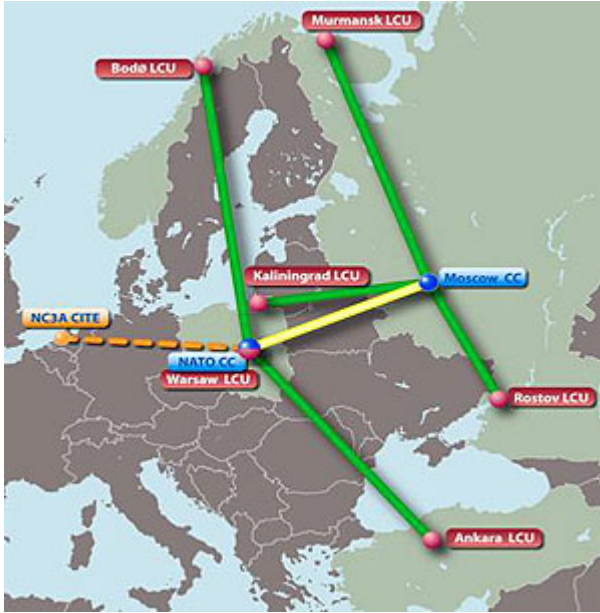 Murmansk LCU
Bodø LCU
Kaliningrad LCU
Moscow CC
NC3A CITE
NATO CC
Warsaw LCU
Rostov LCU
Ankara LCU